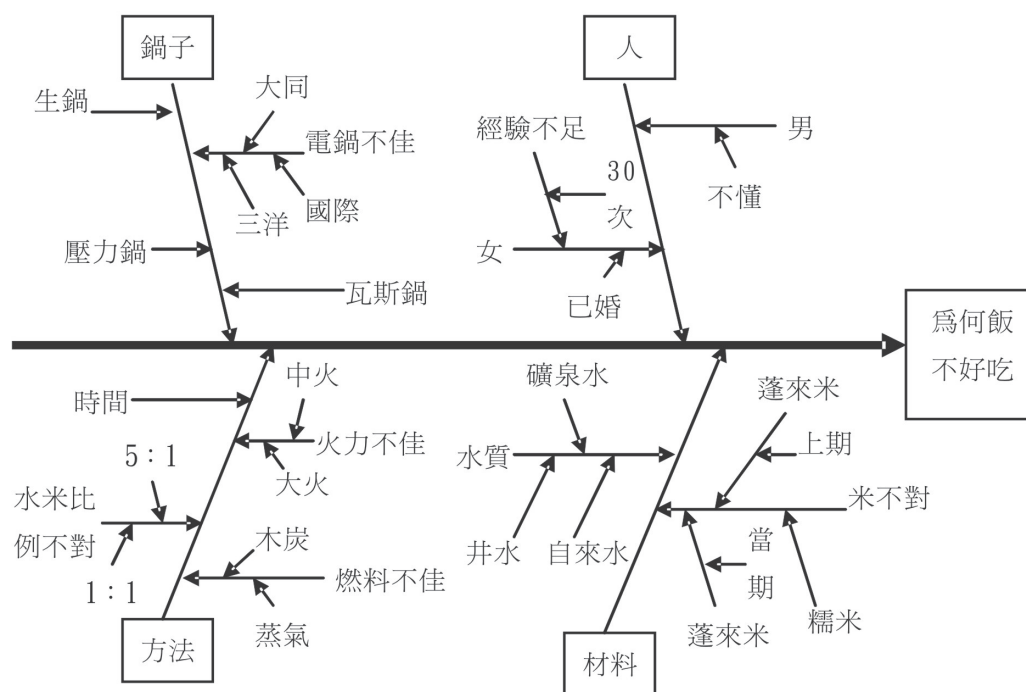 鍋子
人
生鍋
大同
電鍋不佳
三洋
國際
壓力鍋
瓦斯鍋
經驗不足
30
次
男
不懂
女
已婚
爲何飯
不好吃
時間
中火
火力不佳
大火
5：1
水米比
例不對
1：1
木炭
燃料不佳
蒸氣
方法
礦泉水
水質
井水
自來水
蓬來米
上期
米不對
當
期
蓬來米
糯米
材料